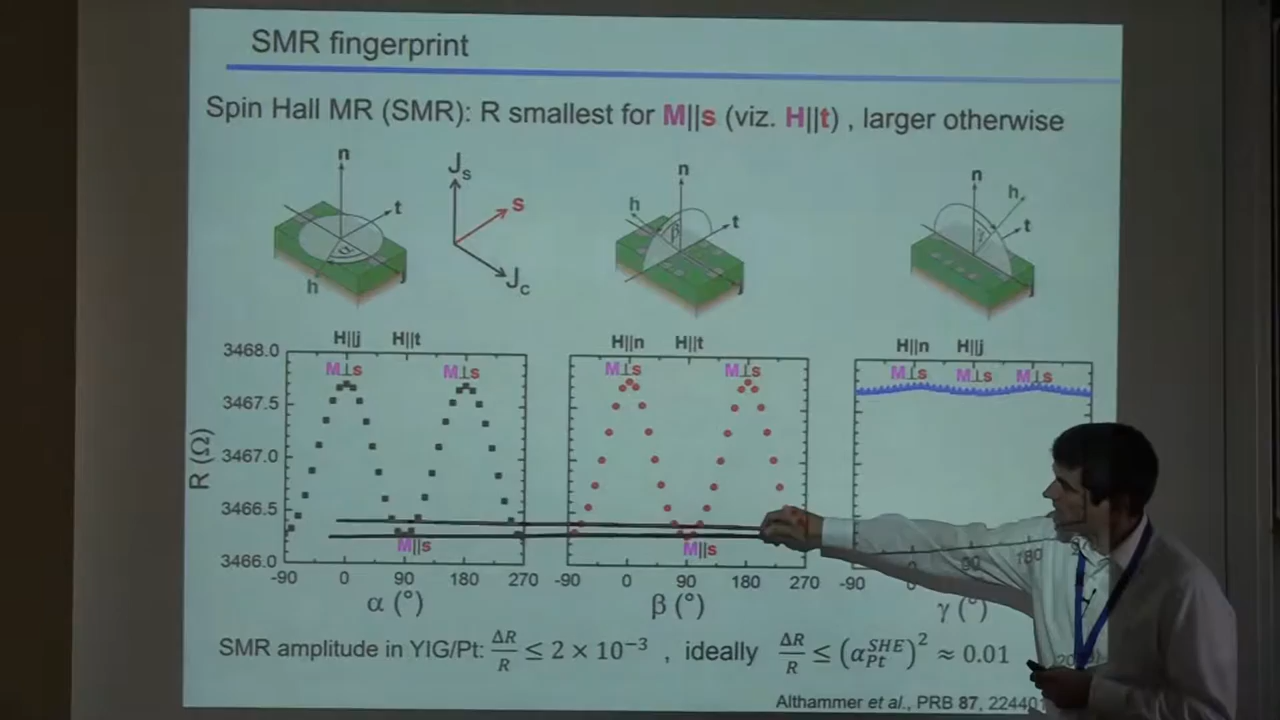 SMR fingerprint
Spin Hall MR (SMR): R smallest for M||s (viz. H||t) , larger otherwise
n t α h j
J_s s J_c
n h β t j
n h γ t j
H||j H||t
H||n H||t
H||n H||j
M⊥s M⊥s
M⊥s M⊥s
M⊥s M⊥s M⊥s
R (Ω)
3468.0
3467.5
3467.0
3466.5
3466.0
M||s
M||s
-90 0 90 180 270
-90 0 90 180 270
-90 0 90 180
α (°)
β (°)
γ (°)
SMR amplitude in YIG/Pt: ΔR/R ≤ 2 × 10⁻³ , ideally ΔR/R ≤ (α_Pt^SHE)² ≈ 0.01
Althammer et al., PRB 87, 224401